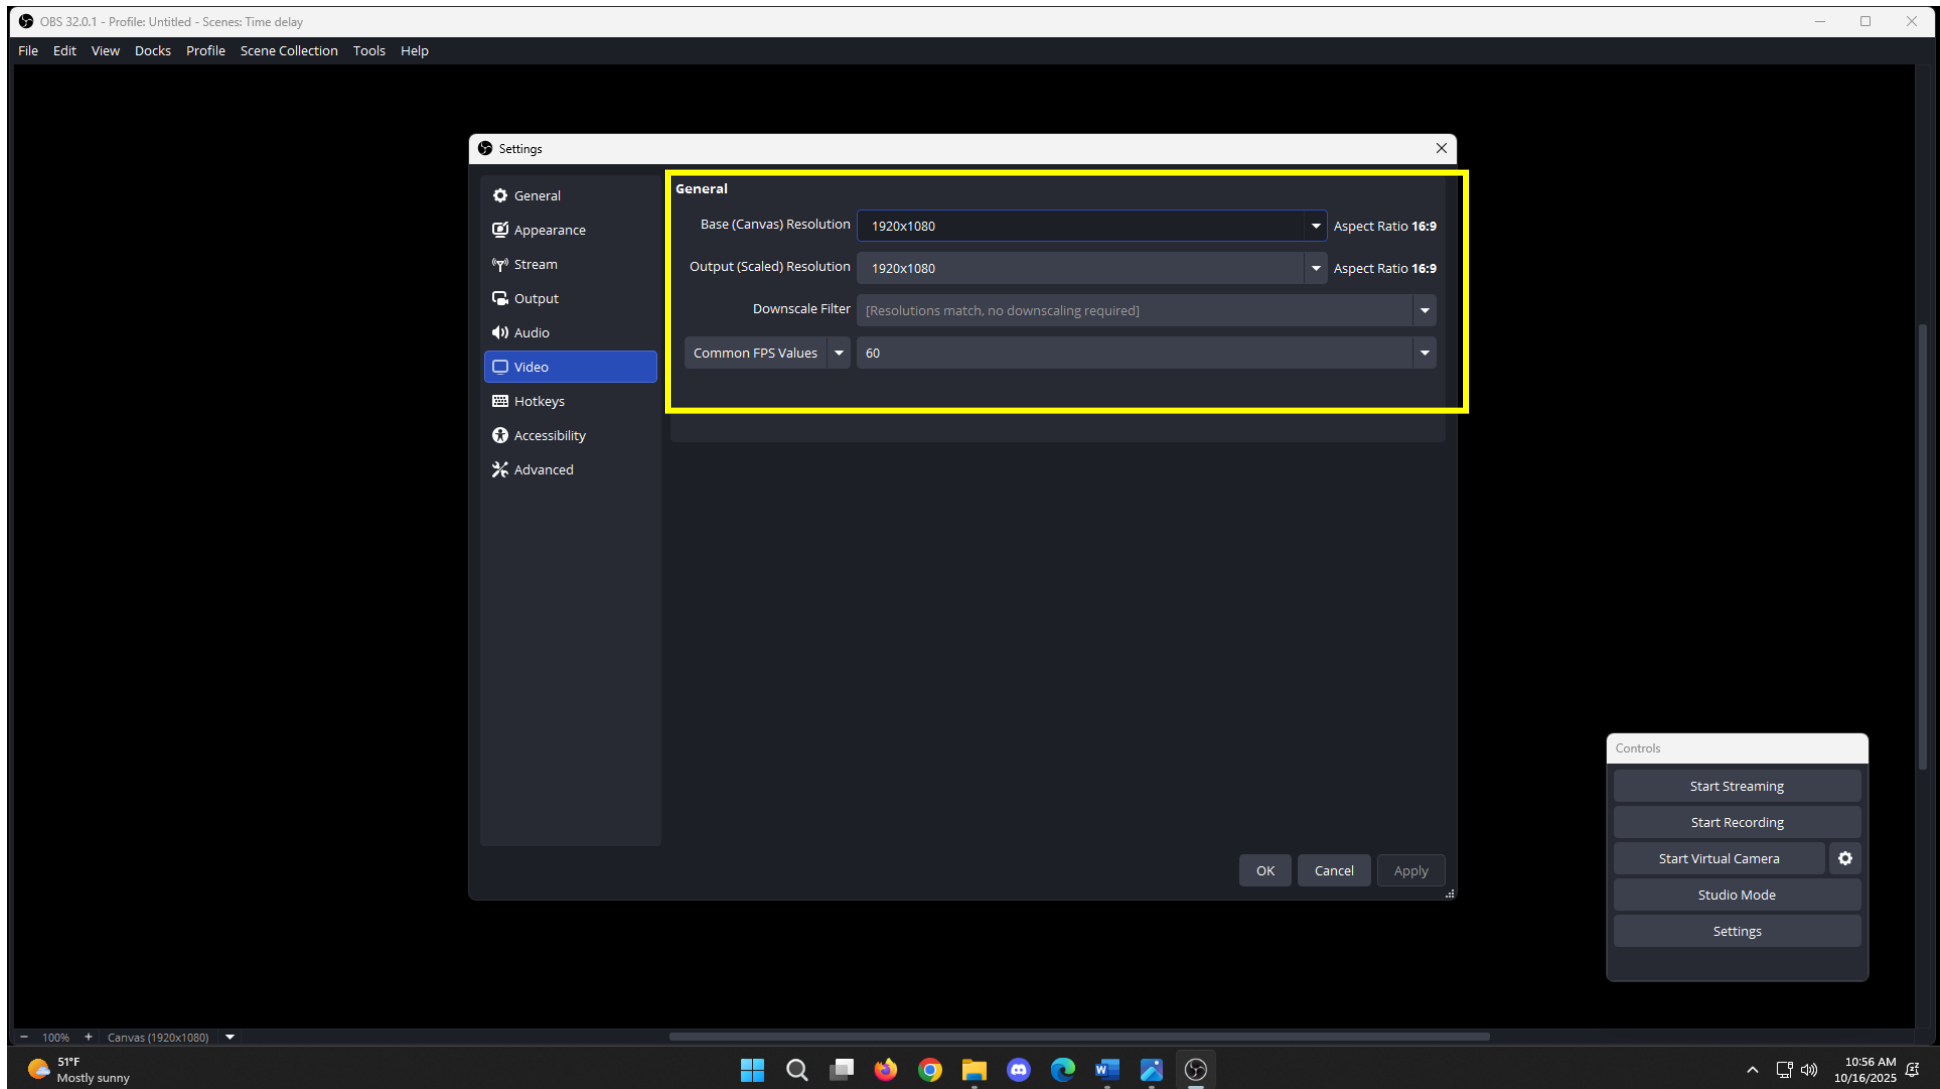 OBS 32.0.1 - Profile: Untitled - Scenes: Time delay
File Edit View Docks Profile Scene Collection Tools Help
Settings
General
Appearance
Stream
Output
Audio
Video
Hotkeys
Accessibility
Advanced
General
Base (Canvas) Resolution 1920x1080 Aspect Ratio 16:9
Output (Scaled) Resolution 1920x1080 Aspect Ratio 16:9
Downscale Filter [Resolutions match, no downscaling required]
Common FPS Values 60
OK Cancel Apply
Controls
Start Streaming
Start Recording
Start Virtual Camera
Studio Mode
Settings
100% Canvas (1920x1080)
51°F
Mostly sunny
10:56 AM
10/16/2025